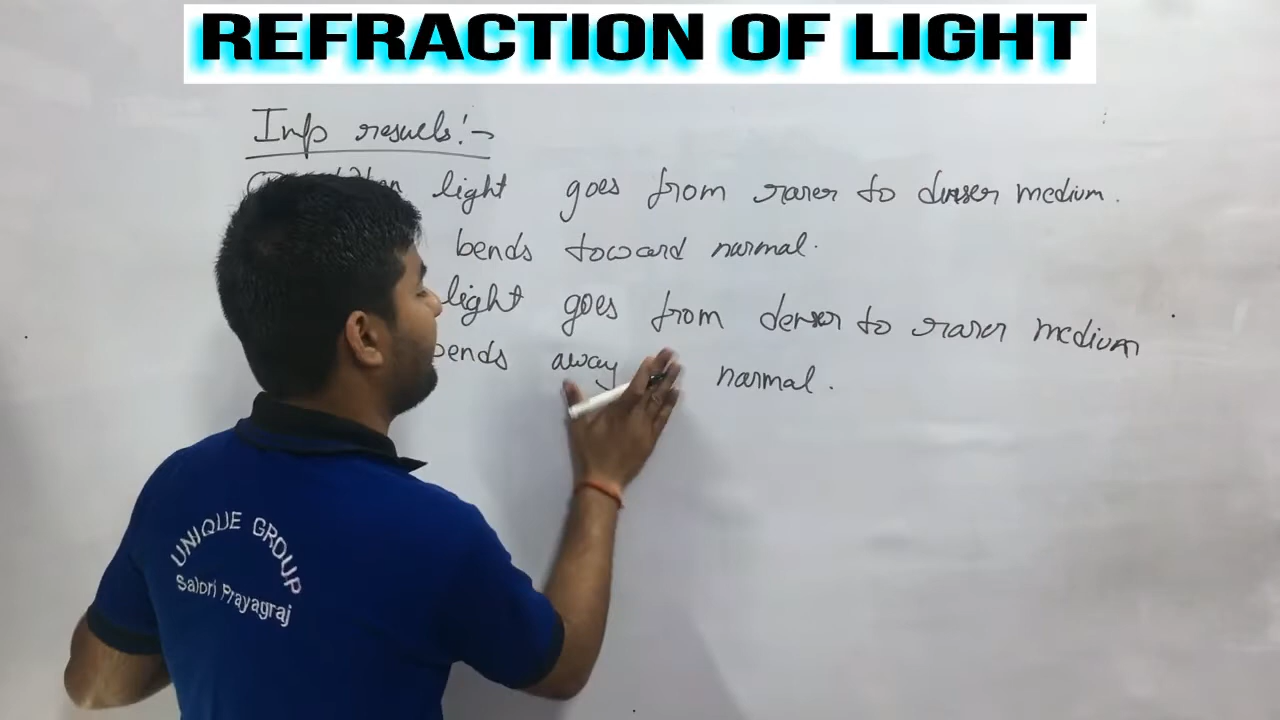 REFRACTION OF LIGHT
Imp results:-
light goes from rarer to denser medium.
bends toward normal.
light goes from denser to rarer medium
bends away normal.
UNIQUE GROUP
Salori Prayagraj